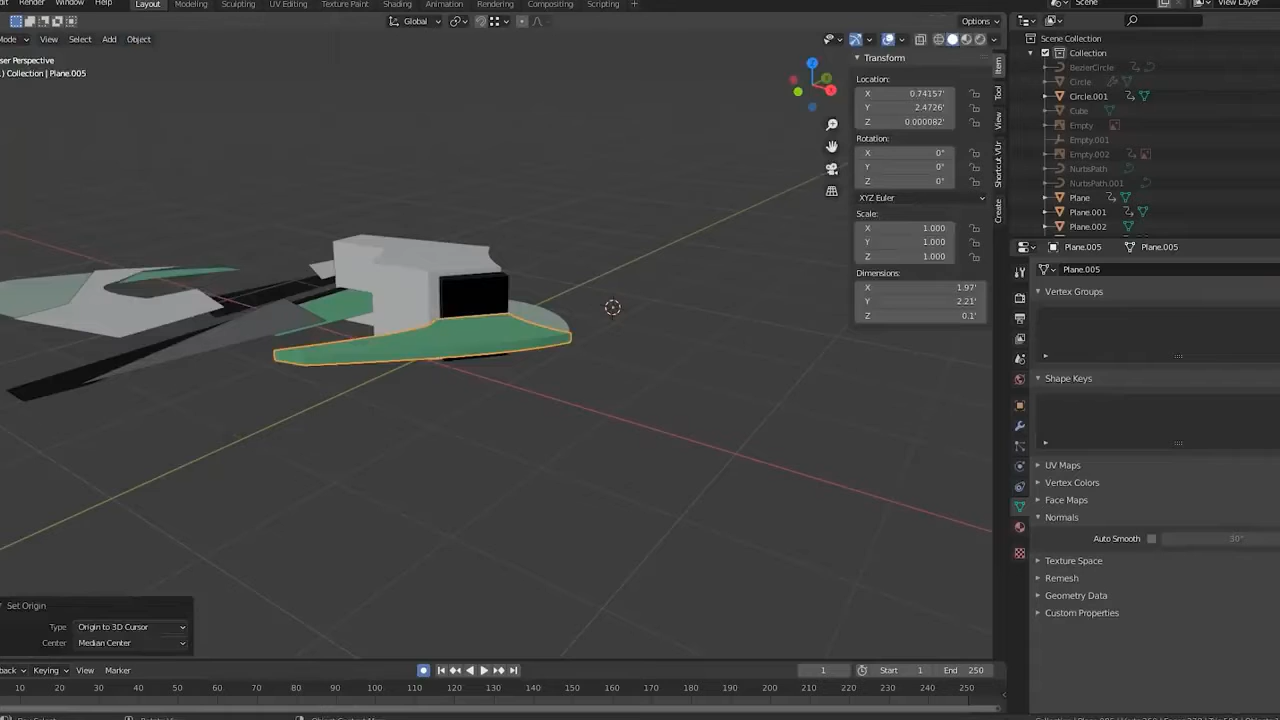 Render Window Help
Layout Modeling Sculpting UV Editing Texture Paint Shading Animation Rendering Compositing Scripting +
Scene
View Layer
Global
Options
Mode View Select Add Object
ser Perspective
) Collection | Plane.005
Transform
Location:
X 0.74157'
Y 2.4726'
Z 0.000082'
Rotation:
X 0°
Y 0°
Z 0°
XYZ Euler
Scale:
X 1.000
Y 1.000
Z 1.000
Dimensions:
X 1.97'
Y 2.21'
Z 0.1'
Item
Tool
View
Shortcut VUr
Create
Scene Collection
Collection
BezierCircle
Circle
Circle.001
Cube
Empty
Empty.001
Empty.002
NurbsPath
NurbsPath.001
Plane
Plane.001
Plane.002
Plane.005 Plane.005
Plane.005
Vertex Groups
Shape Keys
UV Maps
Vertex Colors
Face Maps
Normals
Auto Smooth 30°
Texture Space
Remesh
Geometry Data
Custom Properties
Set Origin
Type Origin to 3D Cursor
Center Median Center
back Keying View Marker
1 Start 1 End 250
10 20 30 40 50 60 70 80 90 100 110 120 130 140 150 160 170 180 190 200 210 220 230 240 250